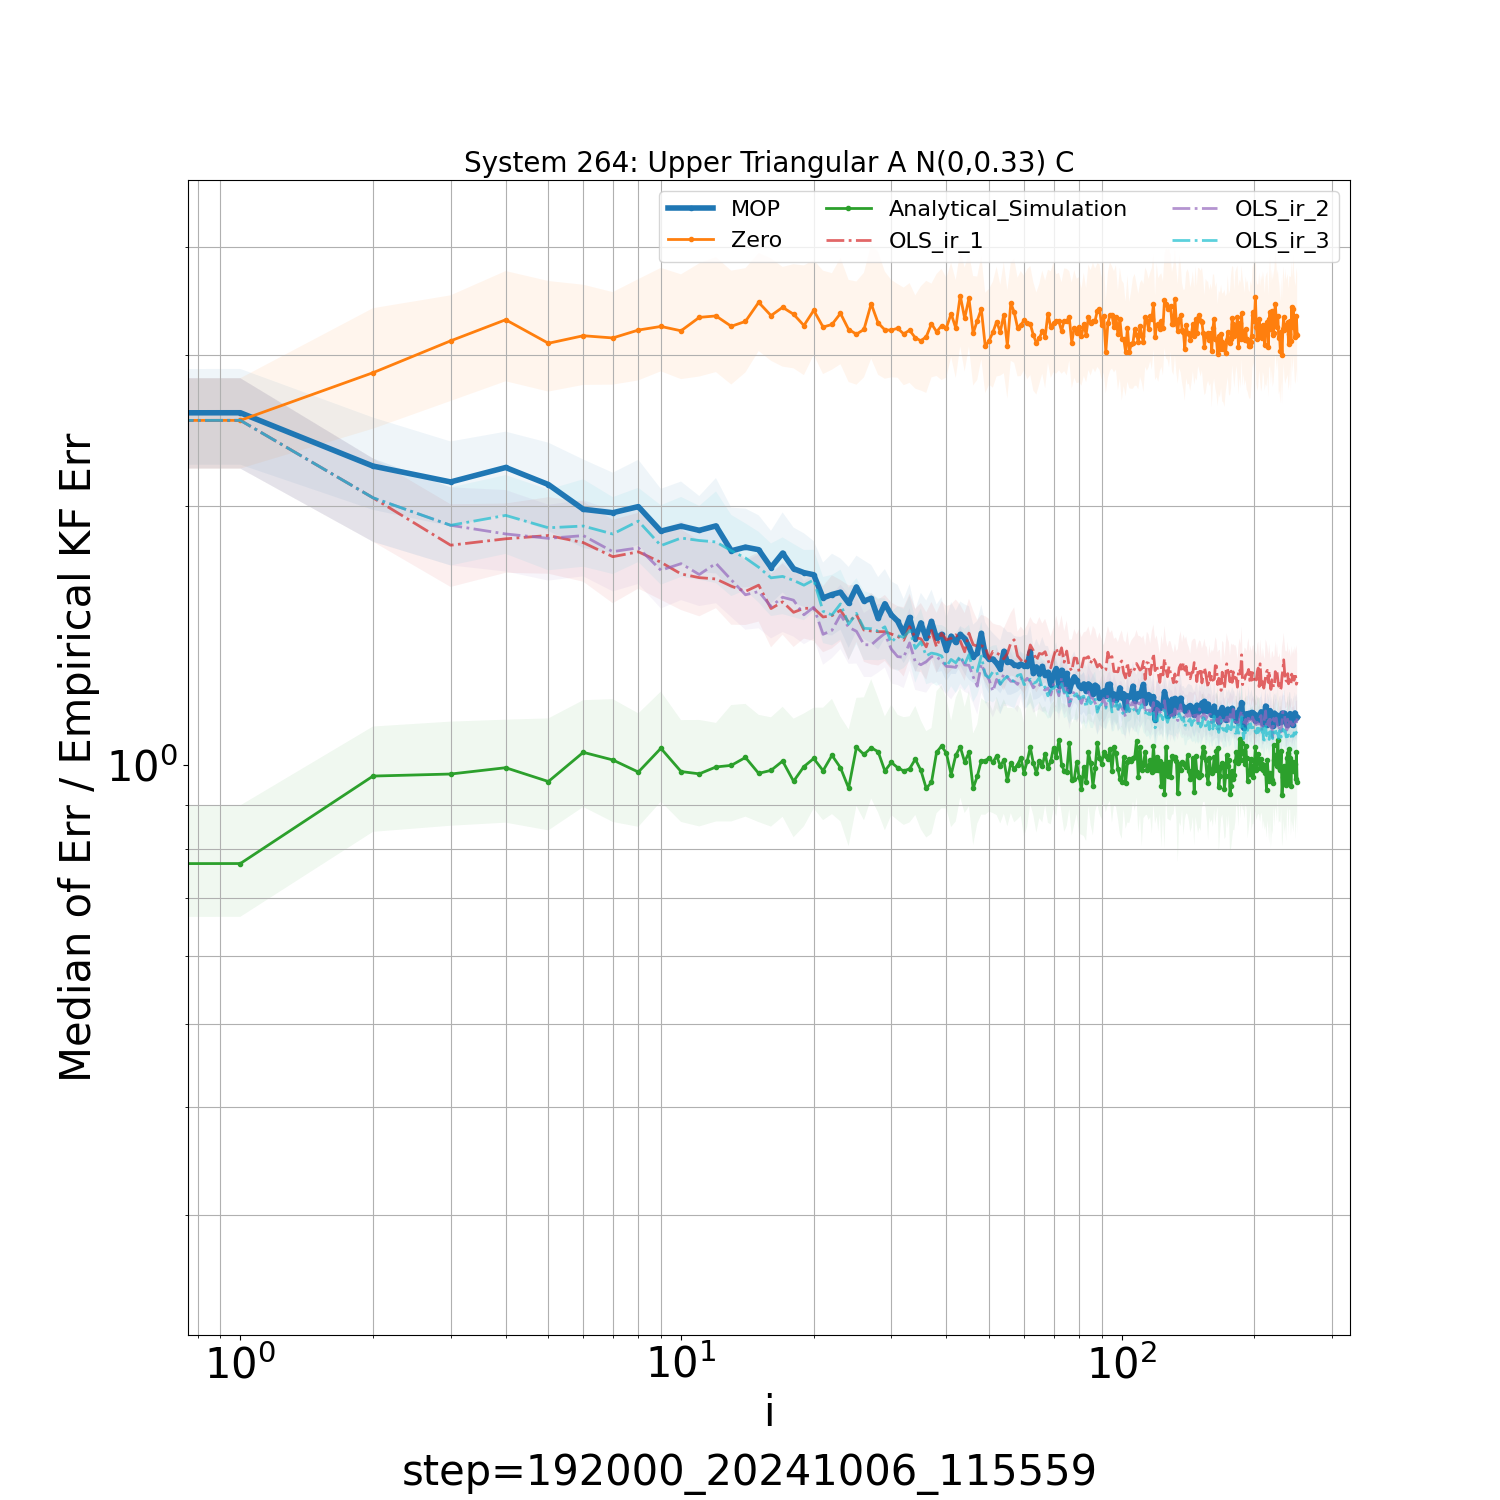 System 264: Upper Triangular A N(0,0.33) C
MOP
Zero
Analytical_Simulation
OLS_ir_1
OLS_ir_2
OLS_ir_3
Median of Err / Empirical KF Err
10⁰
10⁰ 10¹ 10²
i
step=192000_20241006_115559